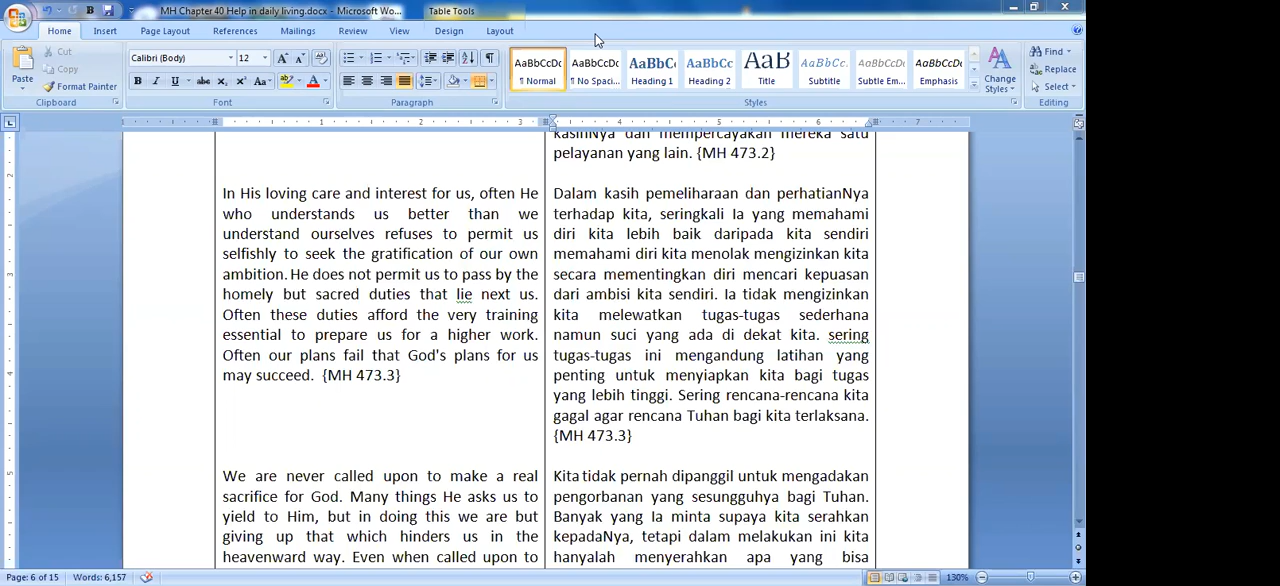 MH Chapter 40 Help in daily living.docx - Microsoft Wo...
Table Tools
Home Insert Page Layout References Mailings Review View Design Layout
Paste
Cut
Copy
Format Painter
Clipboard
Calibri (Body) 12
Font
Paragraph
AaBbCcDc AaBbCcDc AaBbC AaBbCc AaB AaBbCc. AaBbCcDc AaBbCcDc
¶ Normal ¶ No Spaci... Heading 1 Heading 2 Title Subtitle Subtle Em... Emphasis
Change
Styles
Styles
Find
Replace
Select
Editing
kasihNya dan mempercayakan mereka satu
pelayanan yang lain. {MH 473.2}
In His loving care and interest for us, often He
who understands us better than we
understand ourselves refuses to permit us
selfishly to seek the gratification of our own
ambition. He does not permit us to pass by the
homely but sacred duties that lie next us.
Often these duties afford the very training
essential to prepare us for a higher work.
Often our plans fail that God's plans for us
may succeed. {MH 473.3}
Dalam kasih pemeliharaan dan perhatianNya
terhadap kita, seringkali Ia yang memahami
diri kita lebih baik daripada kita sendiri
memahami diri kita menolak mengizinkan kita
secara mementingkan diri mencari kepuasan
dari ambisi kita sendiri. Ia tidak mengizinkan
kita melewatkan tugas-tugas sederhana
namun suci yang ada di dekat kita. sering
tugas-tugas ini mengandung latihan yang
penting untuk menyiapkan kita bagi tugas
yang lebih tinggi. Sering rencana-rencana kita
gagal agar rencana Tuhan bagi kita terlaksana.
{MH 473.3}
We are never called upon to make a real
sacrifice for God. Many things He asks us to
yield to Him, but in doing this we are but
giving up that which hinders us in the
heavenward way. Even when called upon to
Kita tidak pernah dipanggil untuk mengadakan
pengorbanan yang sesungguhya bagi Tuhan.
Banyak yang Ia minta supaya kita serahkan
kepadaNya, tetapi dalam melakukan ini kita
hanyalah menyerahkan apa yang bisa
Page: 6 of 15 Words: 6,157 130%